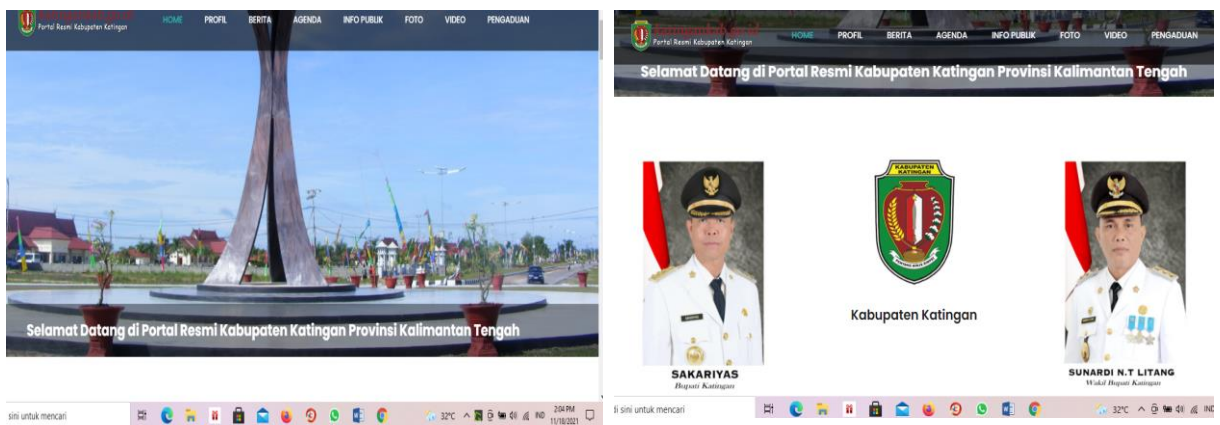 Portal Resmi Kabupaten Katingan
HOME PROFIL BERITA AGENDA INFO PUBLIK FOTO VIDEO PENGADUAN
Selamat Datang di Portal Resmi Kabupaten Katingan Provinsi Kalimantan Tengah
sini untuk mencari
32°C
IND
2:04 PM
11/18/2021
Portal Resmi Kabupaten Katingan
HOME PROFIL BERITA AGENDA INFO PUBLIK FOTO VIDEO PENGADUAN
Selamat Datang di Portal Resmi Kabupaten Katingan Provinsi Kalimantan Tengah
KABUPATEN
KATINGAN
Kabupaten Katingan
SAKARIYAS
Bupati Katingan
SUNARDI N.T LITANG
Wakil Bupati Katingan
di sini untuk mencari
32°C
IND